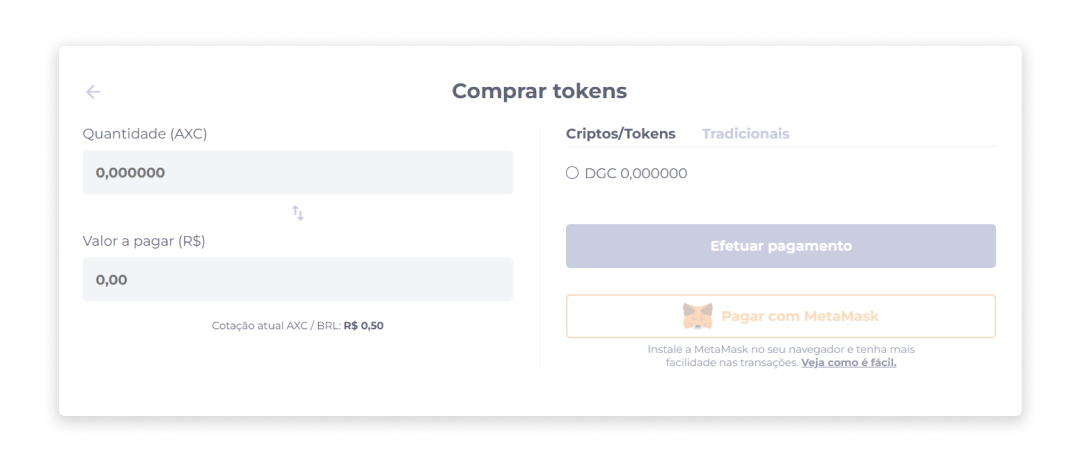 Comprar tokens
Quantidade (AXC)
0,000000
Valor a pagar (R$)
0,00
Cotação atual AXC / BRL: R$ 0,50
Criptos/Tokens Tradicionais
DGC 0,000000
Efetuar pagamento
Pagar com MetaMask
Instale a MetaMask no seu navegador e tenha mais
facilidade nas transações. Veja como é fácil.